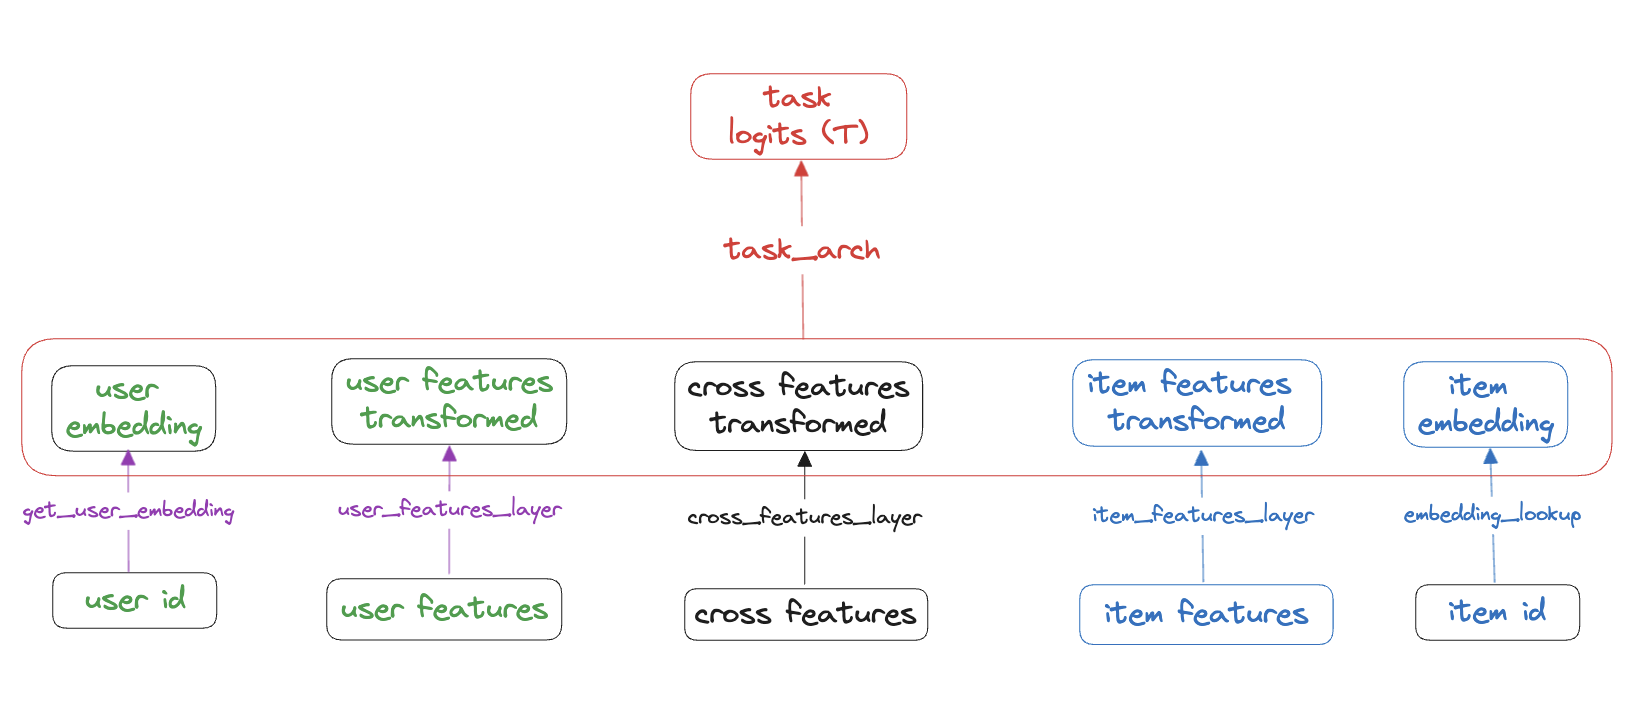 task
logits (T)
task_arch
user
embedding
user features
transformed
cross features
transformed
item features
transformed
item
embedding
get_user_embedding
user_features_layer
cross_features_layer
item_features_layer
embedding_lookup
user id
user features
cross features
item features
item id